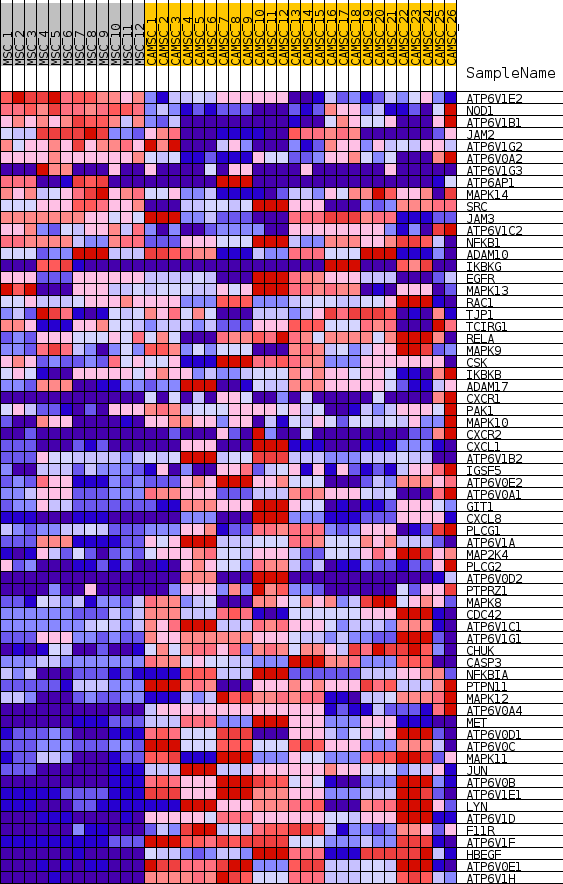 MSC_1
MSC_2
MSC_3
MSC_4
MSC_5
MSC_6
MSC_7
MSC_8
MSC_9
MSC_10
MSC_11
MSC_12
CAMSC_1
CAMSC_2
CAMSC_3
CAMSC_4
CAMSC_5
CAMSC_6
CAMSC_7
CAMSC_8
CAMSC_9
CAMSC_10
CAMSC_11
CAMSC_12
CAMSC_13
CAMSC_14
CAMSC_15
CAMSC_16
CAMSC_17
CAMSC_18
CAMSC_19
CAMSC_20
CAMSC_21
CAMSC_22
CAMSC_23
CAMSC_24
CAMSC_25
CAMSC_26
SampleName
ATP6V1E2
NOD1
ATP6V1B1
JAM2
ATP6V1G2
ATP6V0A2
ATP6V1G3
ATP6AP1
MAPK14
SRC
JAM3
ATP6V1C2
NFKB1
ADAM10
IKBKG
EGFR
MAPK13
RAC1
TJP1
TCIRG1
RELA
MAPK9
CSK
IKBKB
ADAM17
CXCR1
PAK1
MAPK10
CXCR2
CXCL1
ATP6V1B2
IGSF5
ATP6V0E2
ATP6V0A1
GIT1
CXCL8
PLCG1
ATP6V1A
MAP2K4
PLCG2
ATP6V0D2
PTPRZ1
MAPK8
CDC42
ATP6V1C1
ATP6V1G1
CHUK
CASP3
NFKBIA
PTPN11
MAPK12
ATP6V0A4
MET
ATP6V0D1
ATP6V0C
MAPK11
JUN
ATP6V0B
ATP6V1E1
LYN
ATP6V1D
F11R
ATP6V1F
HBEGF
ATP6V0E1
ATP6V1H